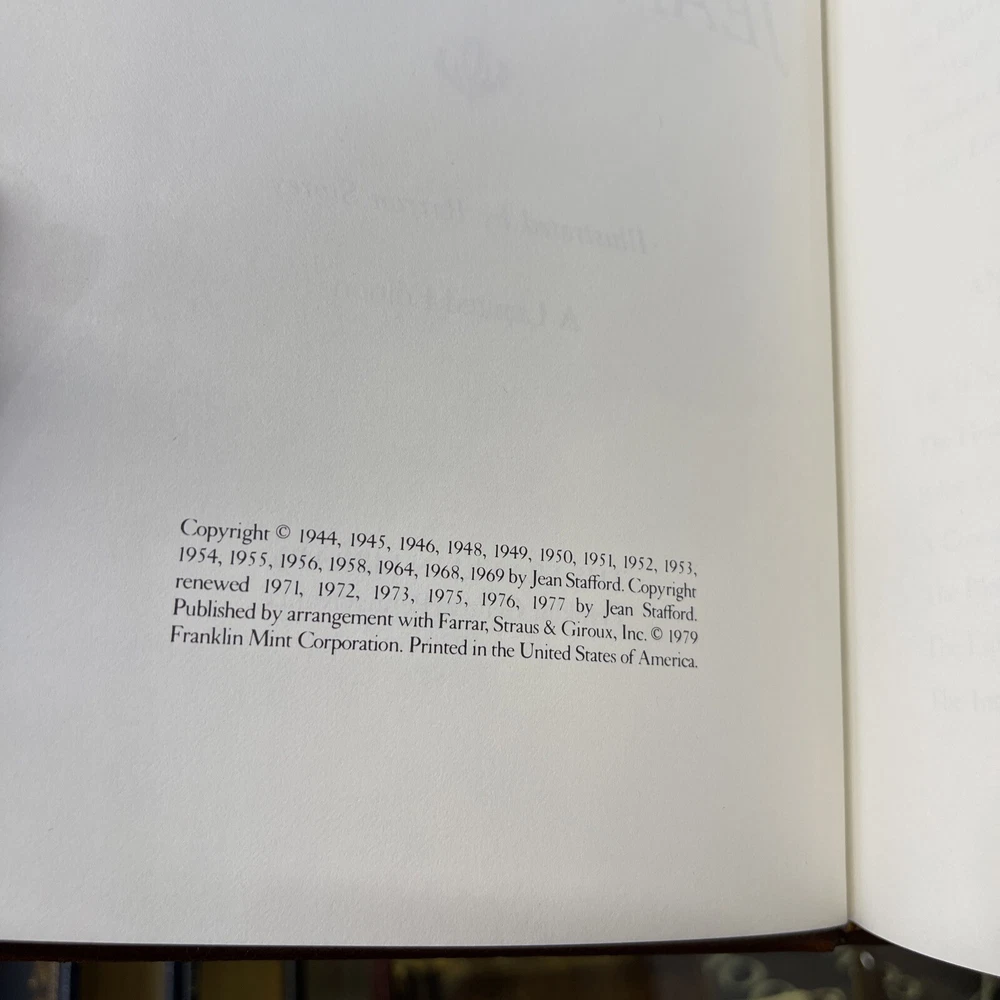 Copyright © 1944, 1945, 1946, 1948, 1949, 1950, 1951, 1952, 1953,
1954, 1955, 1956, 1958, 1964, 1968, 1969 by Jean Stafford. Copyright
renewed 1971, 1972, 1973, 1975, 1976, 1977 by Jean Stafford.
Published by arrangement with Farrar, Straus & Giroux, Inc. © 1979
Franklin Mint Corporation. Printed in the United States of America.